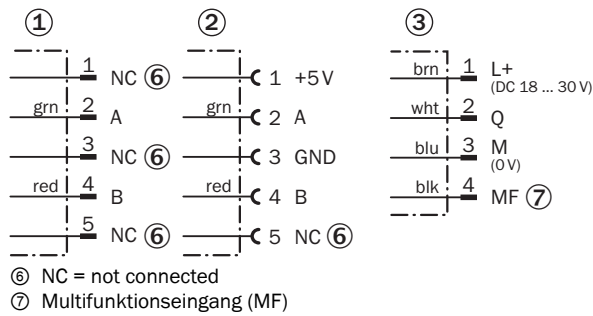 ① ② ③
1 NC ⑥
grn 2 A
3 NC ⑥
red 4 B
5 NC ⑥
1 +5 V
grn 2 A
3 GND
red 4 B
5 NC ⑥
brn 1 L+
(DC 18 ... 30 V)
wht 2 Q
blu 3 M
(0 V)
blk 4 MF ⑦
⑥ NC = not connected
⑦ Multifunktionseingang (MF)